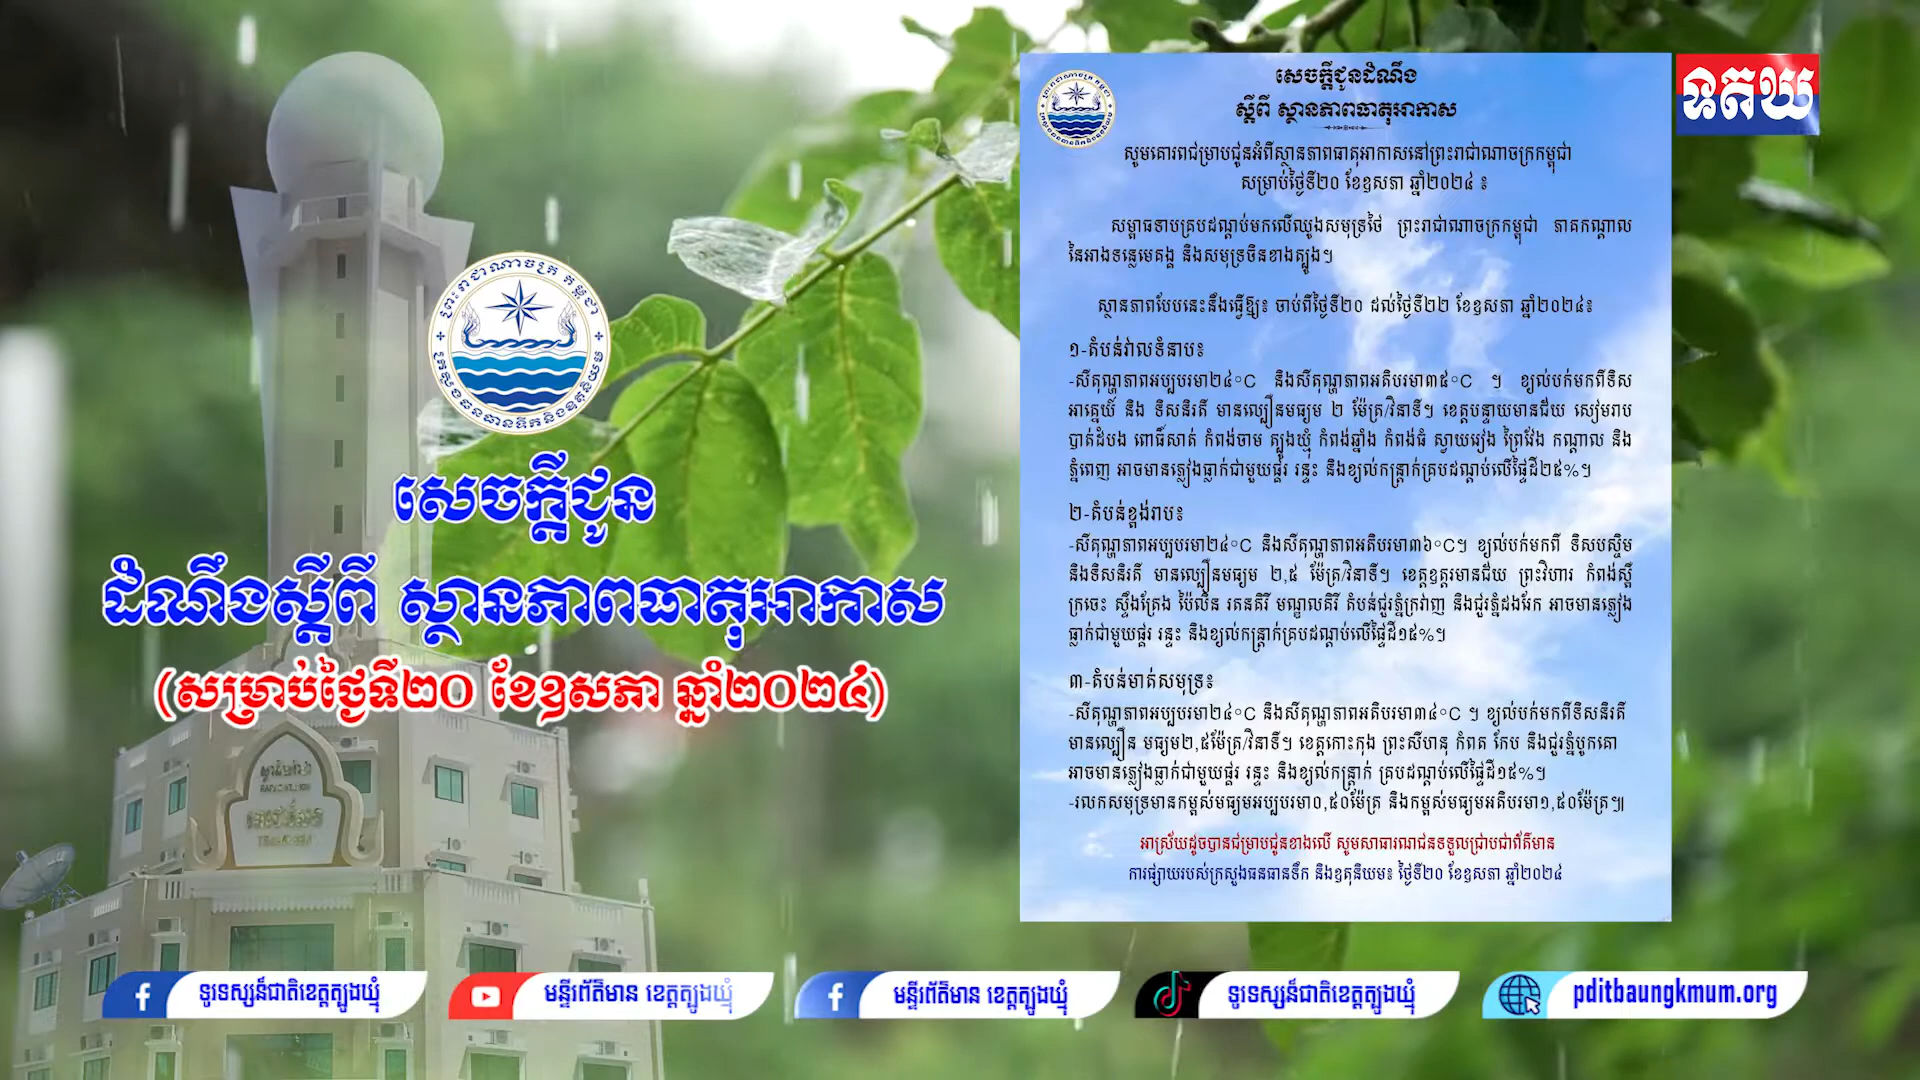 ព្រះរាជាណាចក្រ កម្ពុជា
ក្រសួងធនធានទឹកនិងឧតុនិយម
សេចក្តីជូន
ដំណឹងស្តីពី ស្ថានភាពធាតុអាកាស
(សម្រាប់ថ្ងៃទី២០ ខែឧសភា ឆ្នាំ២០២៤)
ទតឃ
សេចក្តីជូនដំណឹង
ស្តីពី ស្ថានភាពធាតុអាកាស
សូមគោរពជម្រាបជូនអំពីស្ថានភាពធាតុអាកាសនៅព្រះរាជាណាចក្រកម្ពុជា
សម្រាប់ថ្ងៃទី២០ ខែឧសភា ឆ្នាំ២០២៤ ៖
សម្ពាធទាបគ្របដណ្តប់មកលើឈូងសមុទ្រថៃ ព្រះរាជាណាចក្រកម្ពុជា ភាគកណ្តាល
នៃអាងទន្លេមេគង្គ និងសមុទ្រចិនខាងត្បូង។
ស្ថានភាពបែបនេះនឹងធ្វើឱ្យ៖ ចាប់ពីថ្ងៃទី២០ ដល់ថ្ងៃទី២២ ខែឧសភា ឆ្នាំ២០២៤៖
១-តំបន់វាលទំនាប៖
-សីតុណ្ហភាពអប្បបរមា២៤°C និងសីតុណ្ហភាពអតិបរមា៣៥°C ។ ខ្យល់បក់មកពីទិស
អាគ្នេយ៍ និង ទិសនិរតី មានល្បឿនមធ្យម ២ ម៉ែត្រ/វិនាទី។ ខេត្តបន្ទាយមានជ័យ សៀមរាប
បាត់ដំបង ពោធិ៍សាត់ កំពង់ចាម ត្បូងឃ្មុំ កំពង់ឆ្នាំង កំពង់ធំ ស្វាយរៀង ព្រៃវែង កណ្តាល និង
ភ្នំពេញ អាចមានភ្លៀងធ្លាក់ជាមួយផ្គរ រន្ទះ និងខ្យល់កន្ត្រាក់គ្របដណ្តប់លើផ្ទៃដី២៥%។
២-តំបន់ខ្ពង់រាប៖
-សីតុណ្ហភាពអប្បបរមា២៤°C និងសីតុណ្ហភាពអតិបរមា៣៦°C។ ខ្យល់បក់មកពី ទិសបស្ចិម
និងទិសនិរតី មានល្បឿនមធ្យម ២,៥ ម៉ែត្រ/វិនាទី។ ខេត្តឧត្តរមានជ័យ ព្រះវិហារ កំពង់ស្ពឺ
ក្រចេះ ស្ទឹងត្រែង ប៉ៃលិន រតនគិរី មណ្ឌលគិរី តំបន់ជួរភ្នំក្រវាញ និងជួរភ្នំដងរែក អាចមានភ្លៀង
ធ្លាក់ជាមួយផ្គរ រន្ទះ និងខ្យល់កន្ត្រាក់គ្របដណ្តប់លើផ្ទៃដី១៥%។
៣-តំបន់មាត់សមុទ្រ៖
-សីតុណ្ហភាពអប្បបរមា២៤°C និងសីតុណ្ហភាពអតិបរមា៣៤°C ។ ខ្យល់បក់មកពីទិសនិរតី
មានល្បឿន មធ្យម២,៥ម៉ែត្រ/វិនាទី។ ខេត្តកោះកុង ព្រះសីហនុ កំពត កែប និងជួរភ្នំបូកគោ
អាចមានភ្លៀងធ្លាក់ជាមួយផ្គរ រន្ទះ និងខ្យល់កន្ត្រាក់ គ្របដណ្តប់លើផ្ទៃដី១៥%។
-រលកសមុទ្រមានកម្ពស់មធ្យមអប្បបរមា០,៥០ម៉ែត្រ និងកម្ពស់មធ្យមអតិបរមា១,៥០ម៉ែត្រ៕
អាស្រ័យដូចបានជម្រាបជូនខាងលើ សូមសាធារណជនទទួលជ្រាបជាព័ត៌មាន
ការផ្សាយរបស់ក្រសួងធនធានទឹក និងឧតុនិយម៖ ថ្ងៃទី២០ ខែឧសភា ឆ្នាំ២០២៤
ទូរទស្សន៍ជាតិខេត្តត្បូងឃ្មុំ
មន្ទីរព័ត៌មាន ខេត្តត្បូងឃ្មុំ
មន្ទីរព័ត៌មាន ខេត្តត្បូងឃ្មុំ
ទូរទស្សន៍ជាតិខេត្តត្បូងឃ្មុំ
pditbaungkmum.org